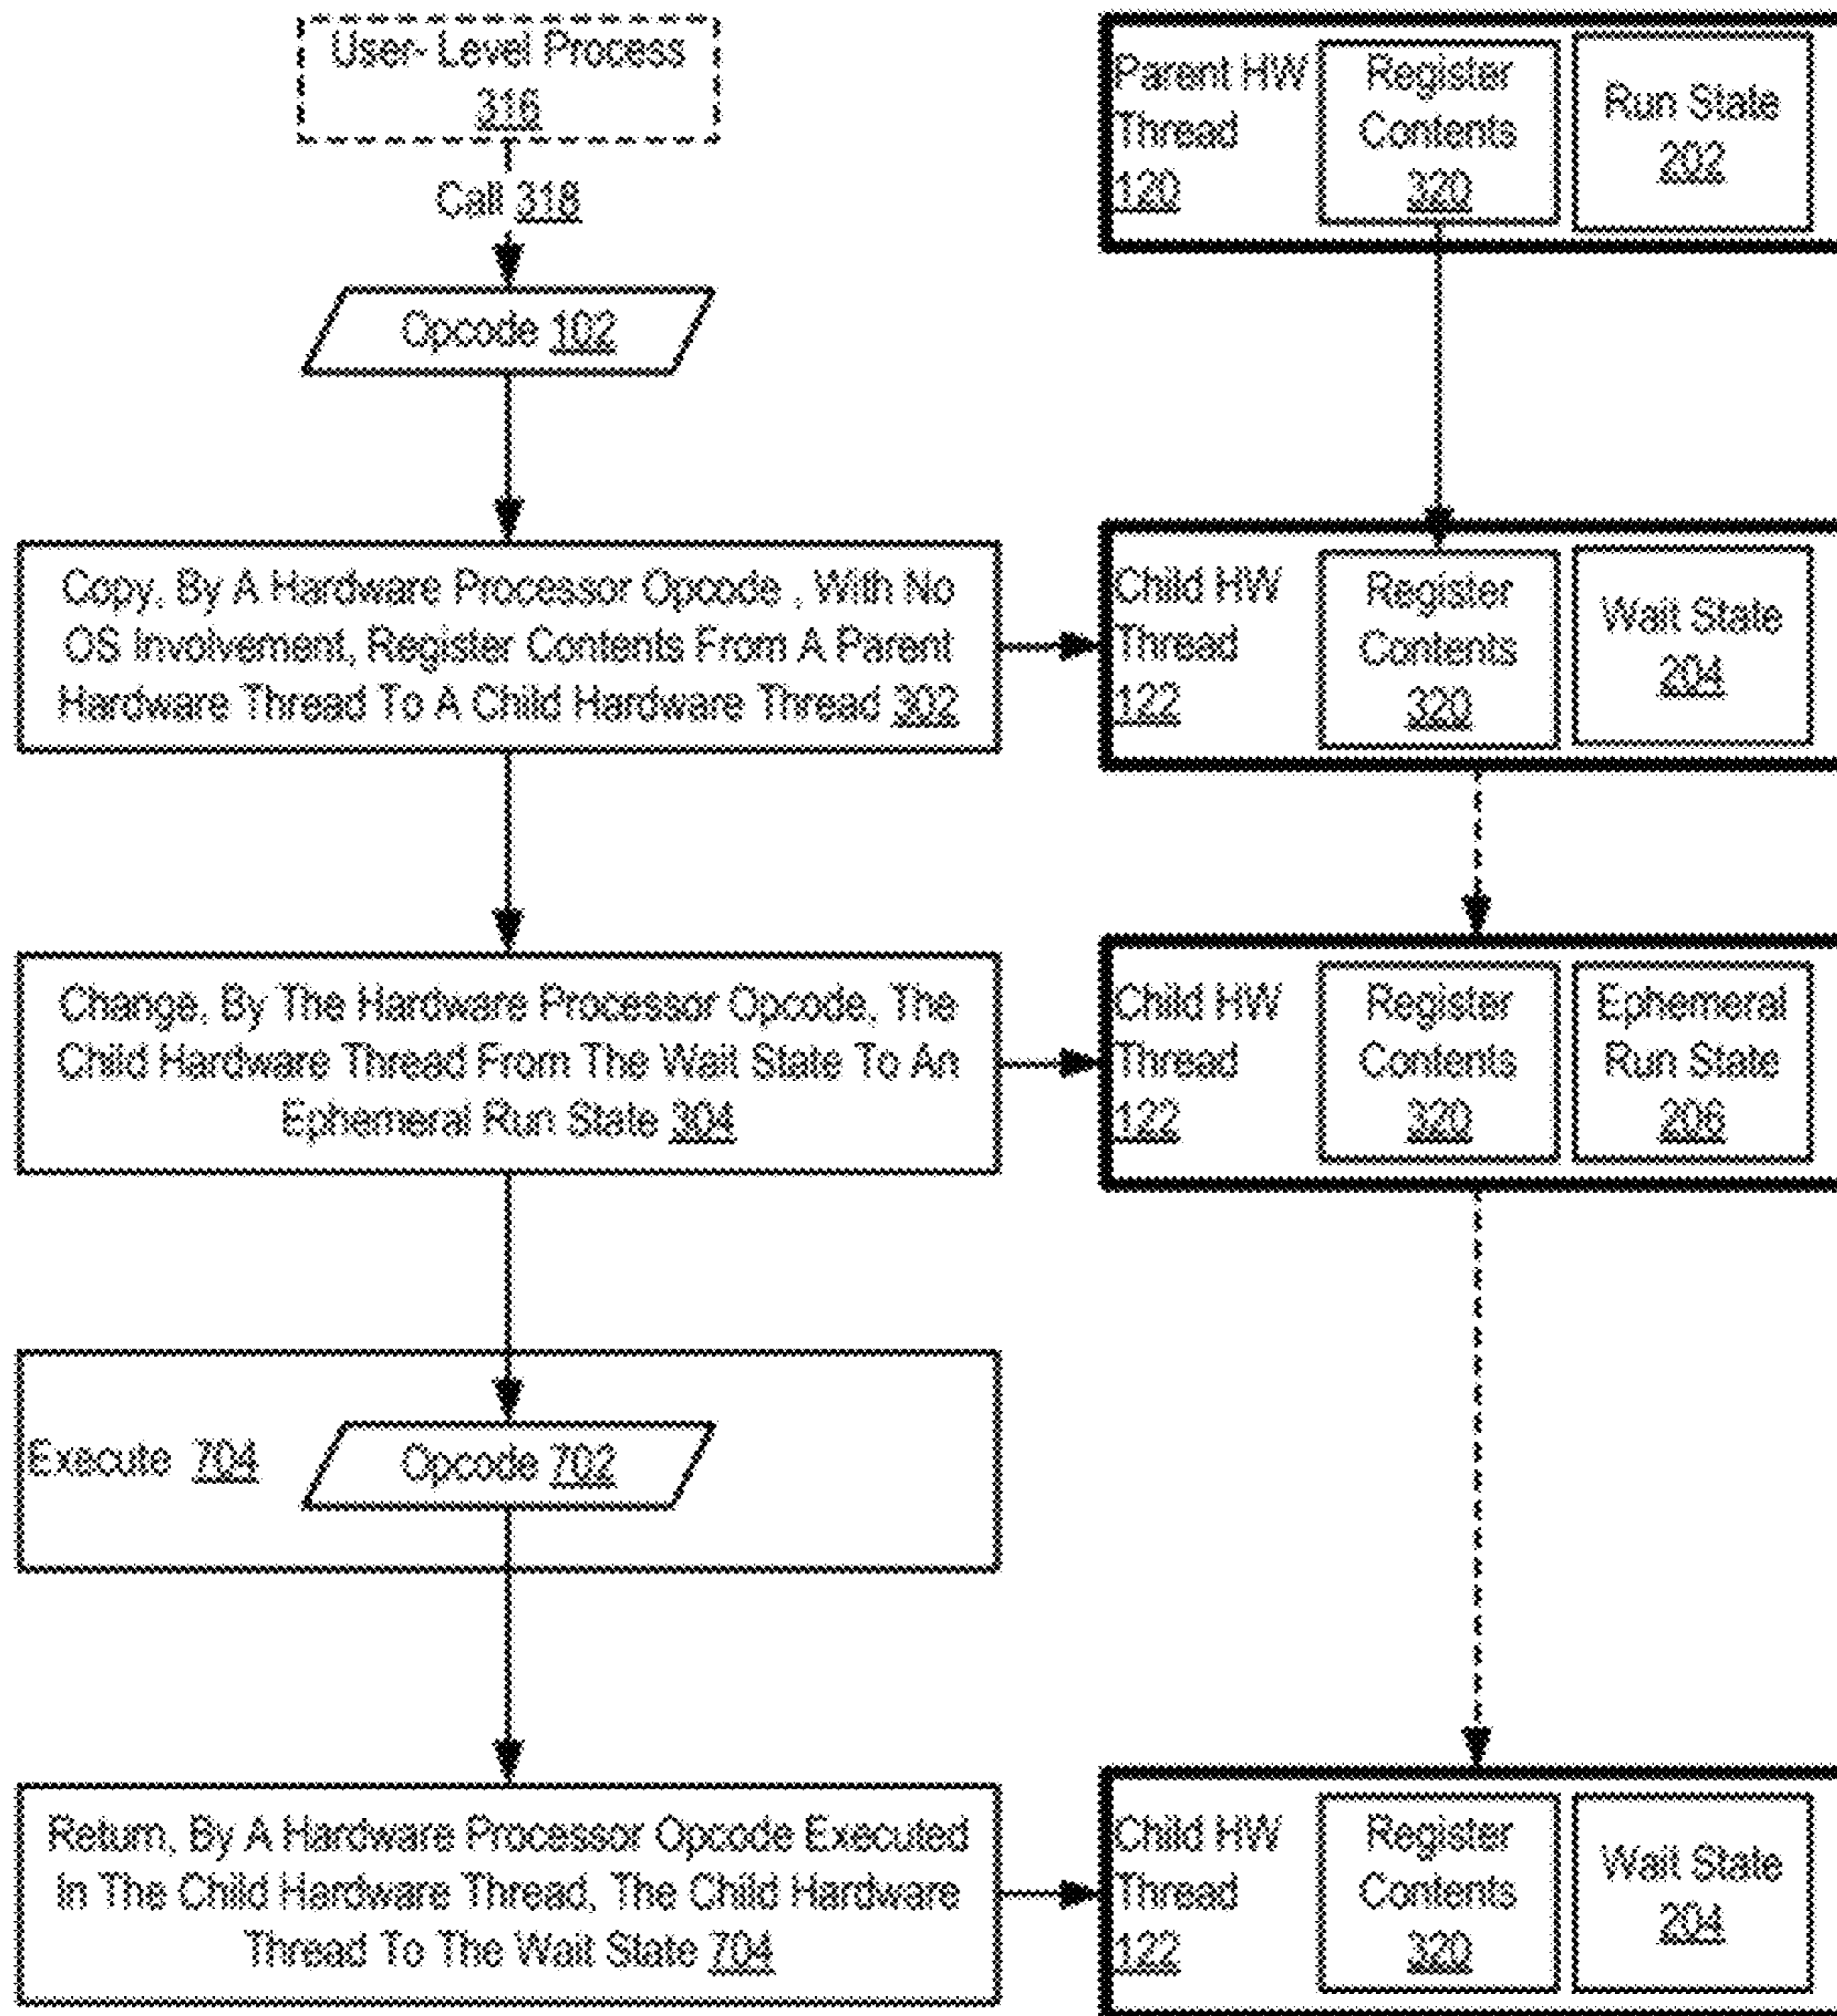 User- Level Process
316
Call 318
Opcode 102
Parent HW
Thread
120
Register
Contents
320
Run State
202
Copy, By A Hardware Processor Opcode , With No
OS Involvement, Register Contents From A Parent
Hardware Thread To A Child Hardware Thread 302
Child HW
Thread
122
Register
Contents
320
Wait State
204
Change, By The Hardware Processor Opcode, The
Child Hardware Thread From The Wait State To An
Ephemeral Run State 304
Child HW
Thread
122
Register
Contents
320
Ephemeral
Run State
206
Execute 704
Opcode 702
Return, By A Hardware Processor Opcode Executed
In The Child Hardware Thread, The Child Hardware
Thread To The Wait State 704
Child HW
Thread
122
Register
Contents
320
Wait State
204